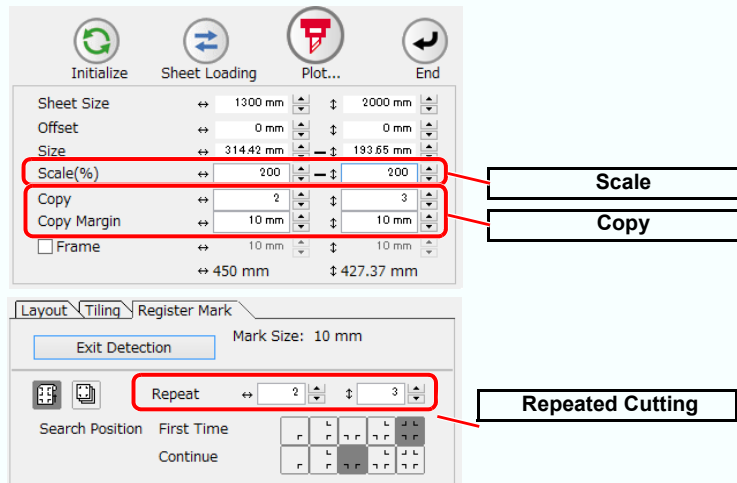 Initialize Sheet Loading Plot... End
Sheet Size ↔ 1300 mm ↕ 2000 mm
Offset ↔ 0 mm ↕ 0 mm
Size ↔ 314.42 mm ↕ 193.65 mm
Scale(%) ↔ 200 ↕ 200
Scale
Copy ↔ 2 ↕ 3
Copy
Copy Margin ↔ 10 mm ↕ 10 mm
Frame ↔ 10 mm ↕ 10 mm
↔ 450 mm ↕ 427.37 mm
Layout Tiling Register Mark
Exit Detection Mark Size: 10 mm
Repeat ↔ 2 ↕ 3
Repeated Cutting
Search Position First Time
Continue